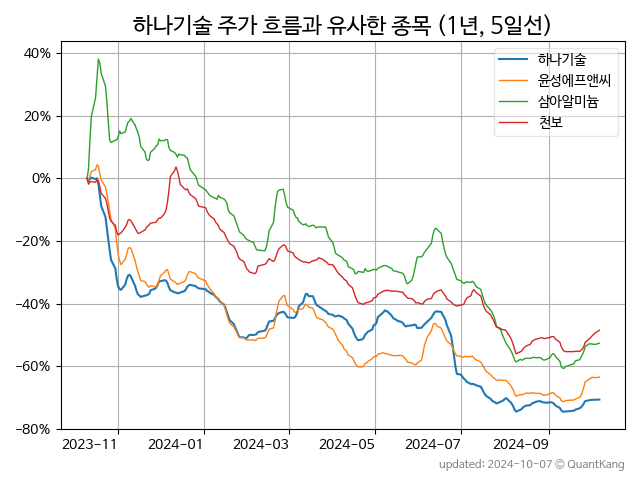 하나기술 주가 흐름과 유사한 종목 (1년, 5일선)
하나기술
윤성에프앤씨
삼아알미늄
천보
40%
20%
0%
−20%
−40%
−60%
−80%
2023−11
2024−01
2024−03
2024−05
2024−07
2024−09
updated: 2024-10-07 © QuantKang